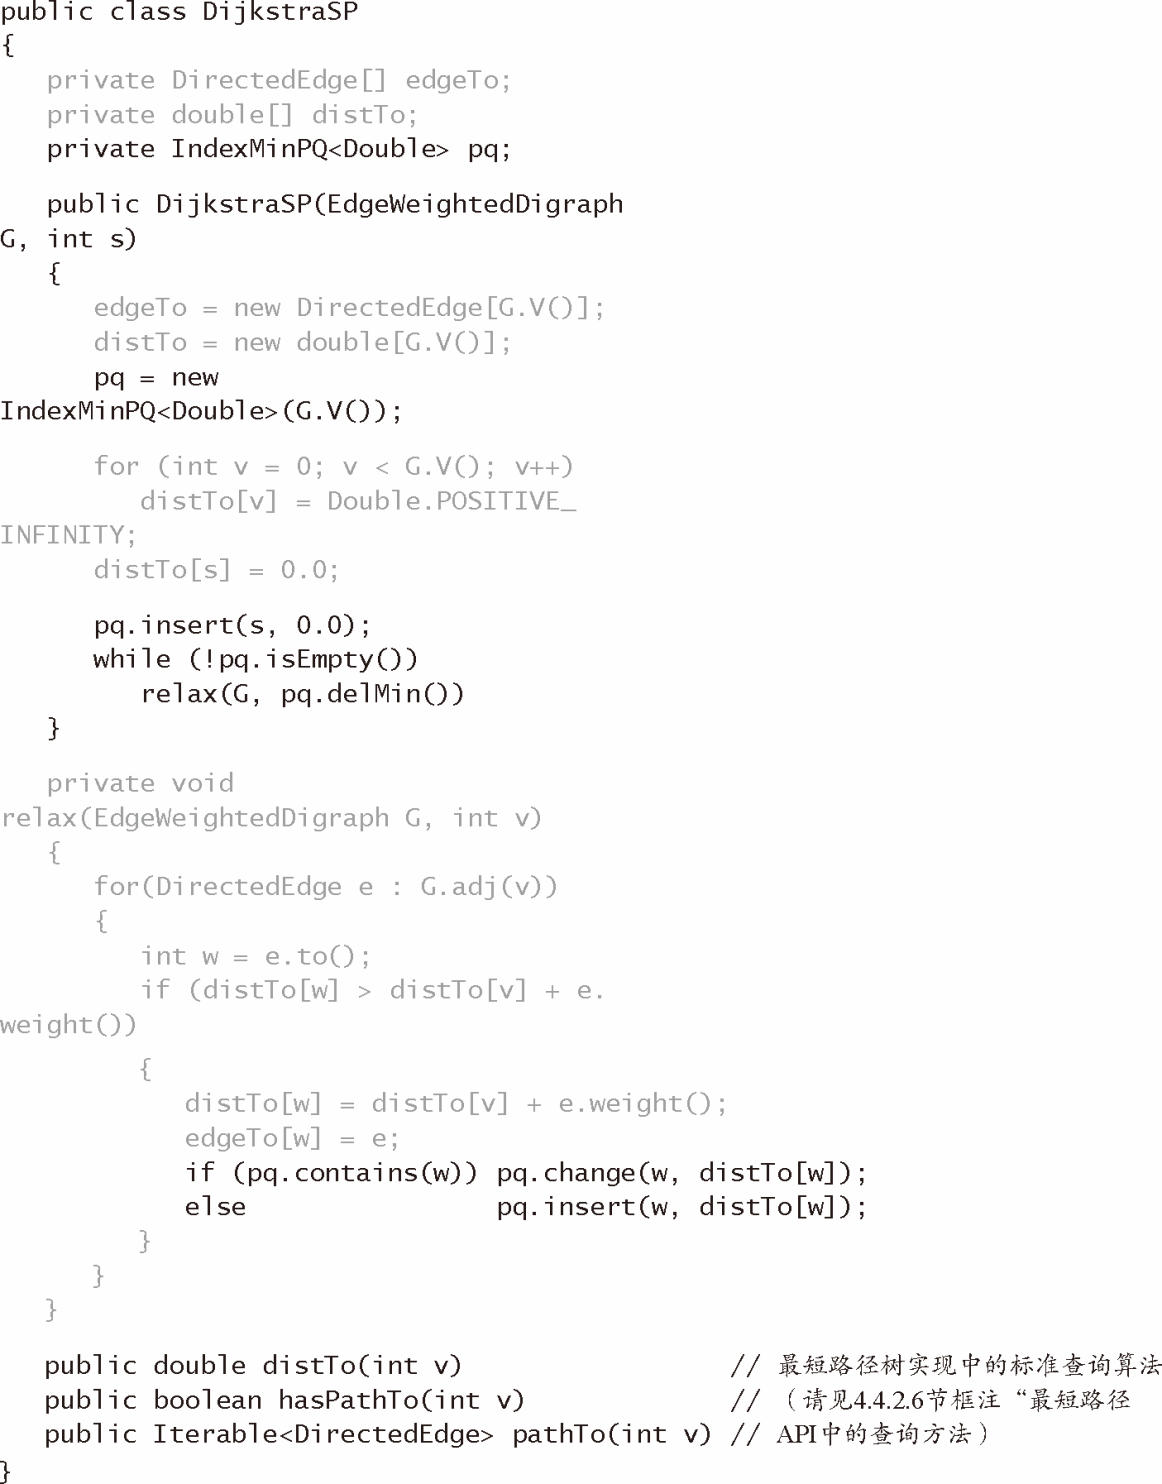 public class DijkstraSP
{
   private DirectedEdge[] edgeTo;
   private double[] distTo;
   private IndexMinPQ<Double> pq;

   public DijkstraSP(EdgeWeightedDigraph
G, int s)
   {
      edgeTo = new DirectedEdge[G.V()];
      distTo = new double[G.V()];
      pq = new
IndexMinPQ<Double>(G.V());

      for (int v = 0; v < G.V(); v++)
         distTo[v] = Double.POSITIVE_
INFINITY;
      distTo[s] = 0.0;

      pq.insert(s, 0.0);
      while (!pq.isEmpty())
         relax(G, pq.delMin())
   }

   private void
relax(EdgeWeightedDigraph G, int v)
   {
      for(DirectedEdge e : G.adj(v))
      {
         int w = e.to();
         if (distTo[w] > distTo[v] + e.
weight())
         {
            distTo[w] = distTo[v] + e.weight();
            edgeTo[w] = e;
            if (pq.contains(w)) pq.change(w, distTo[w]);
            else                pq.insert(w, distTo[w]);
         }
      }
   }

   public double distTo(int v)                 // 最短路径树实现中的标准查询算法
   public boolean hasPathTo(int v)             // （请见4.4.2.6节框注“最短路径
   public Iterable<DirectedEdge> pathTo(int v) // API中的查询方法）
}